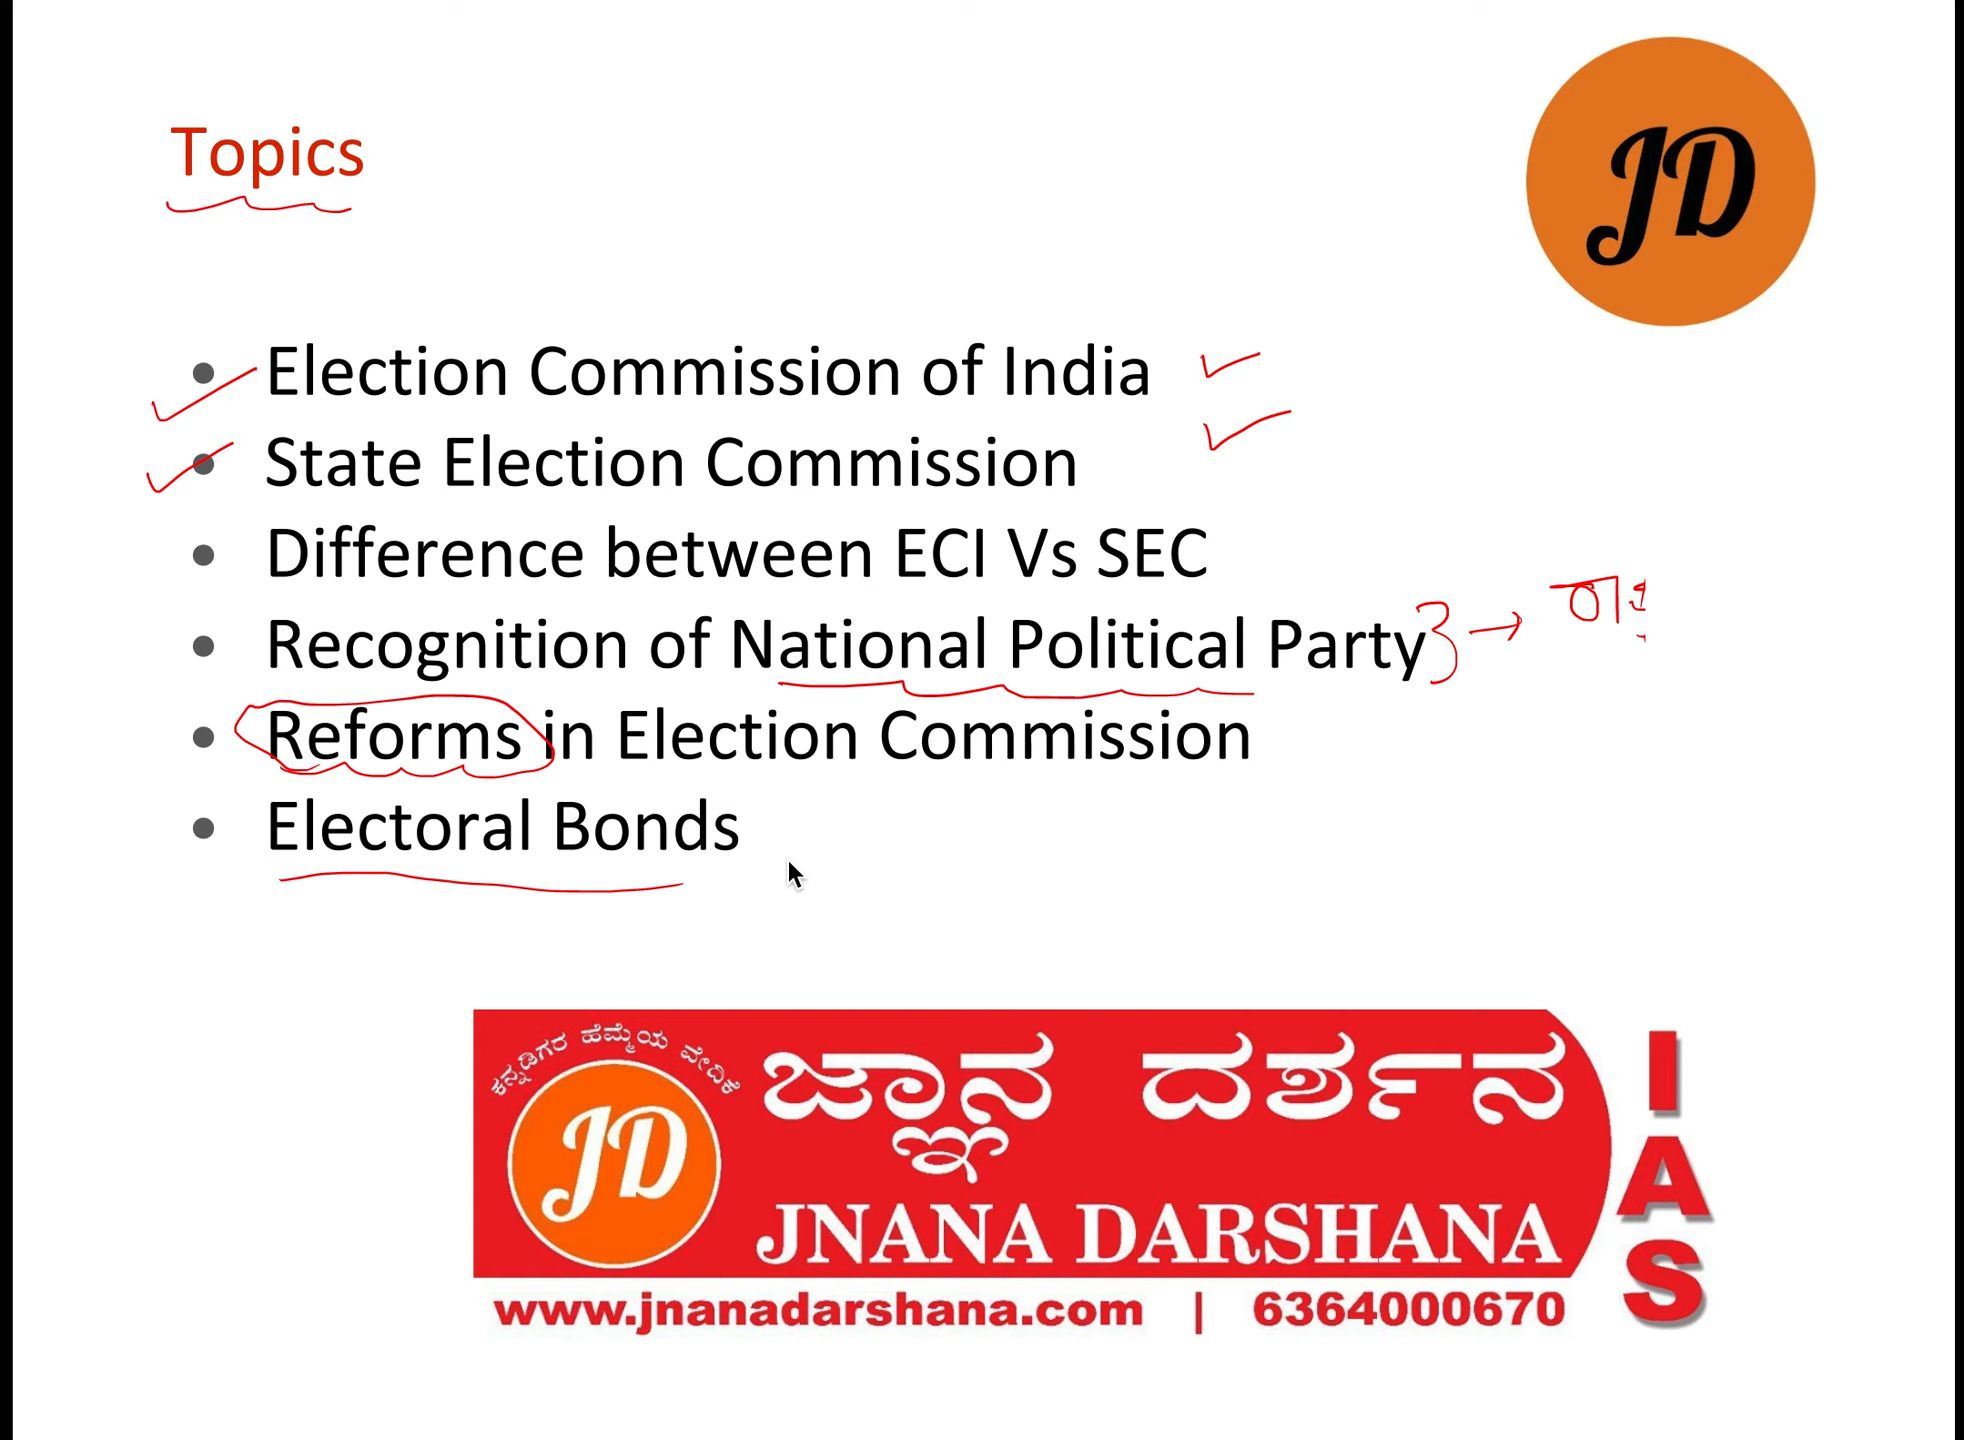 Topics
JD
Election Commission of India
State Election Commission
Difference between ECI Vs SEC
Recognition of National Political Party
Reforms in Election Commission
Electoral Bonds
ಕನ್ನಡಿಗರ ಹೆಮ್ಮೆಯ ವೇದಿಕೆ
JD
ಜ್ಞಾನ ದರ್ಶನ
JNANA DARSHANA
IAS
www.jnanadarshana.com | 6364000670